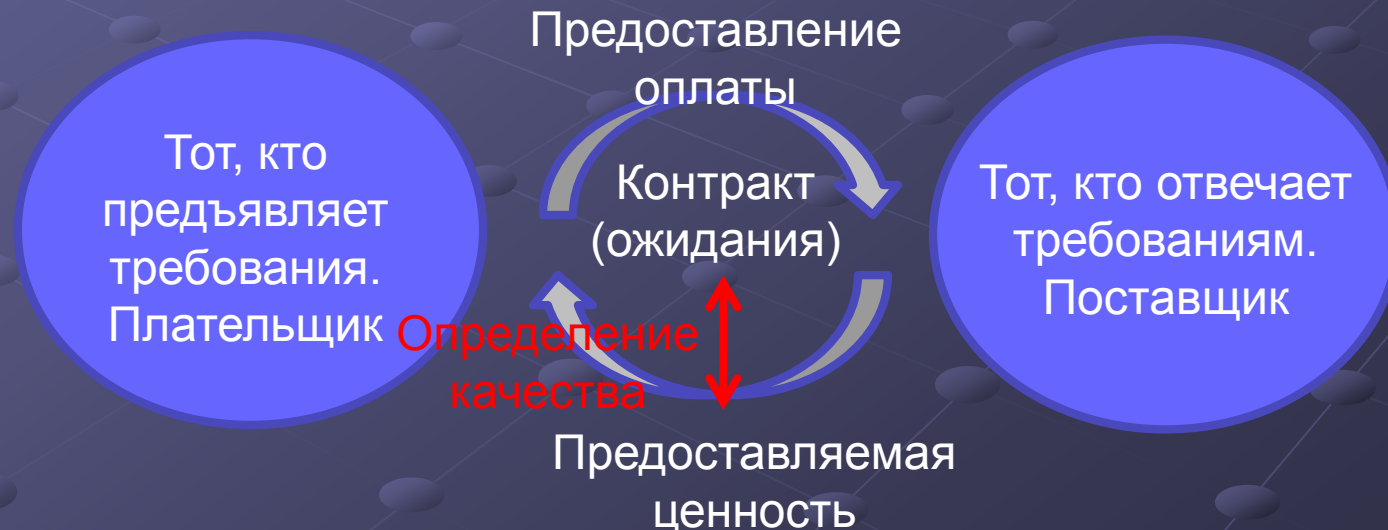 Предоставление
оплаты
Тот, кто
предъявляет
требования.
Плательщик
Контракт
(ожидания)
Тот, кто отвечает
требованиям.
Поставщик
Определение
качества
Предоставляемая
ценность